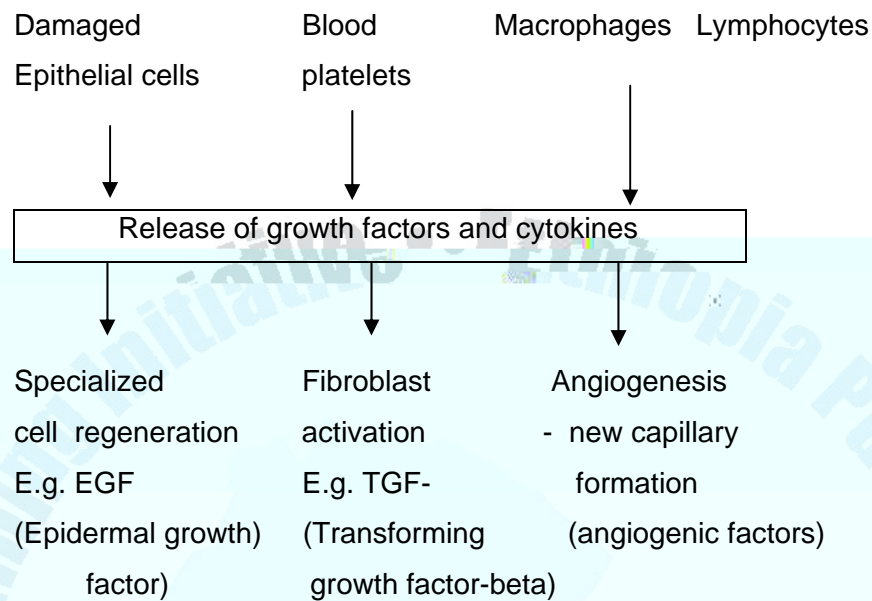 Damaged Blood Macrophages Lymphocytes
Epithelial cells platelets
Release of growth factors and cytokines
Specialized Fibroblast Angiogenesis
cell regeneration activation - new capillary
E.g. EGF E.g. TGF- formation
(Epidermal growth) (Transforming (angiogenic factors)
factor) growth factor-beta)